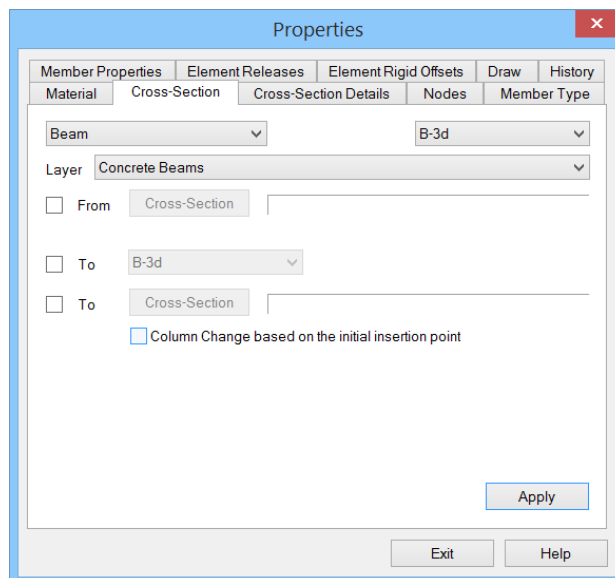 Properties
Member Properties Element Releases Element Rigid Offsets Draw History
Material Cross-Section Cross-Section Details Nodes Member Type
Beam B-3d
Layer Concrete Beams
From Cross-Section
To B-3d
To Cross-Section
Column Change based on the initial insertion point
Apply
Exit Help